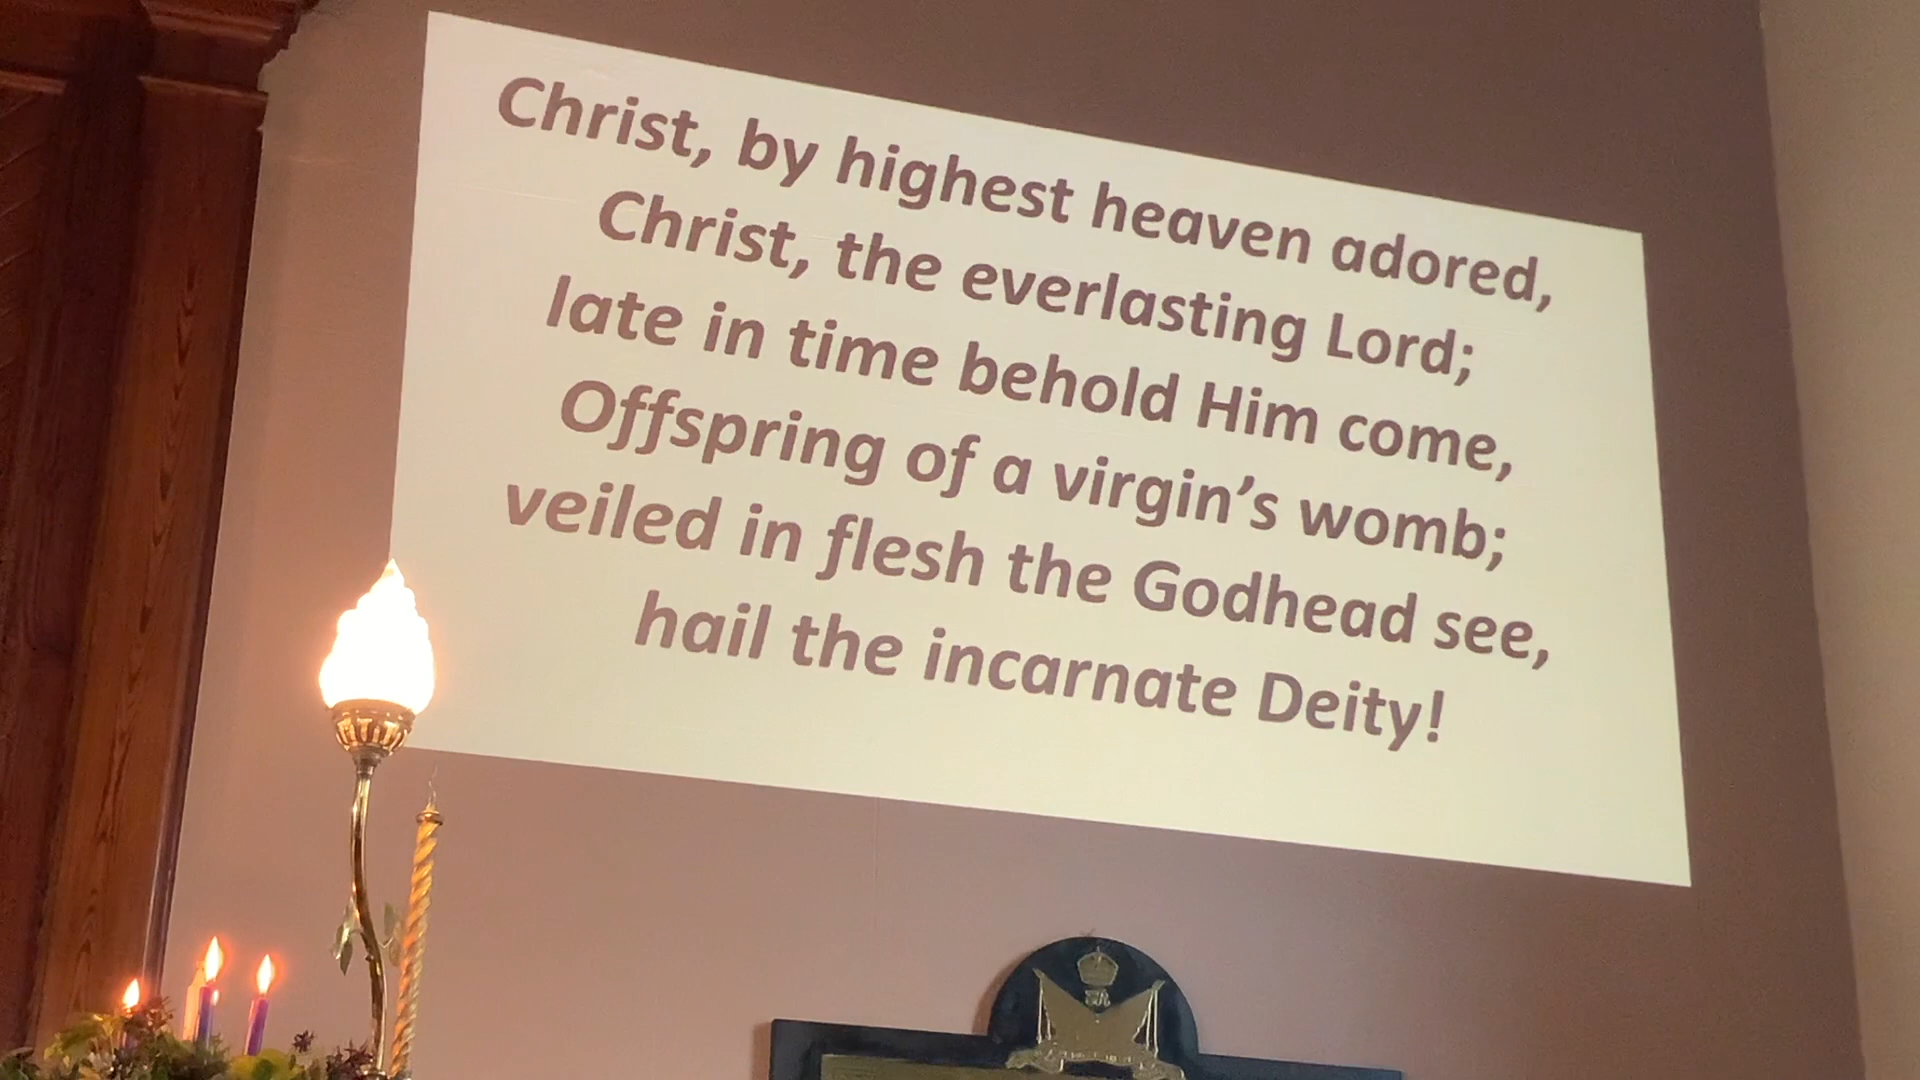 Christ, by highest heaven adored,
Christ, the everlasting Lord;
late in time behold Him come,
Offspring of a virgin's womb;
veiled in flesh the Godhead see,
hail the incarnate Deity!